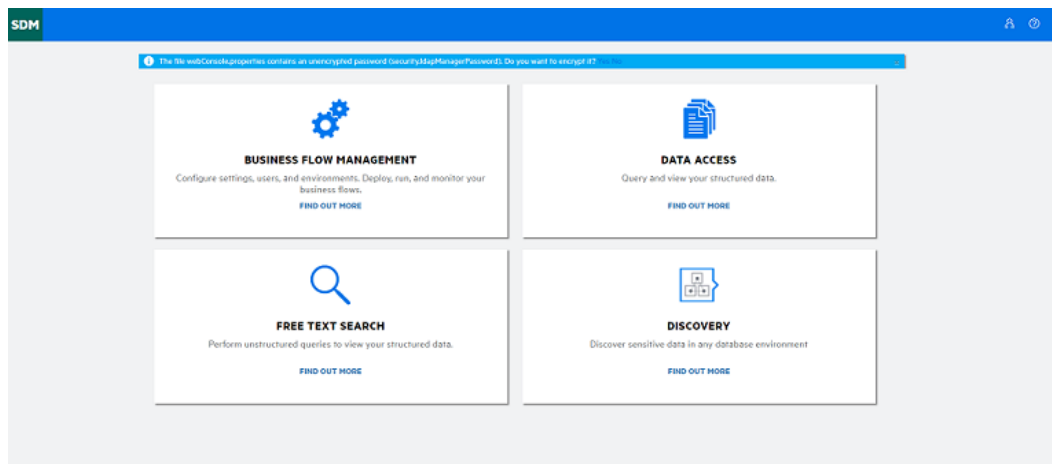 SDM
The file webConsole.properties contains an unencrypted password (security.ldapManagerPassword). Do you want to encrypt it? Yes No
BUSINESS FLOW MANAGEMENT
Configure settings, users, and environments. Deploy, run, and monitor your
business flows.
FIND OUT MORE
DATA ACCESS
Query and view your structured data.
FIND OUT MORE
FREE TEXT SEARCH
Perform unstructured queries to view your structured data.
FIND OUT MORE
DISCOVERY
Discover sensitive data in any database environment
FIND OUT MORE